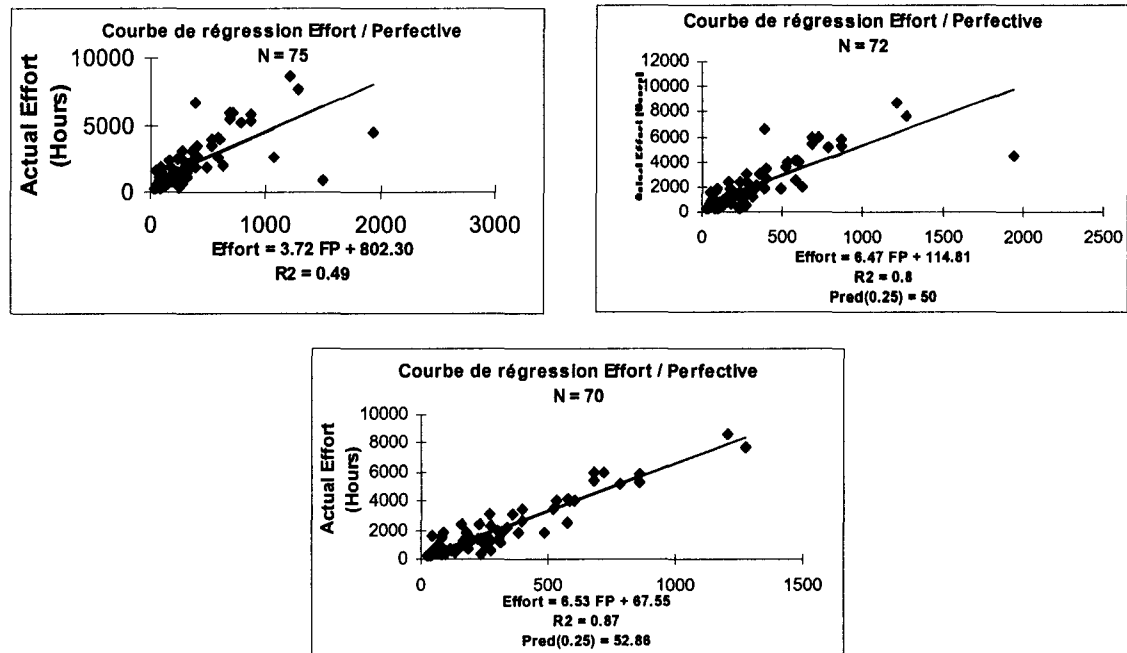 Courbe de régression Effort / Perfective
N = 75
Actual Effort
(Hours)
10000
5000
0
0
1000
2000
3000
Effort = 3.72 FP + 802.30
R2 = 0.49
Courbe de régression Effort / Perfective
N = 72
12000
10000
8000
6000
4000
2000
0
0
500
1000
1500
2000
2500
Effort = 6.47 FP + 114.81
R2 = 0.8
Pred(0.25) = 50
Courbe de régression Effort / Perfective
N = 70
Actual Effort
(Hours)
10000
8000
6000
4000
2000
0
0
500
1000
1500
Effort = 6.53 FP + 67.55
R2 = 0.87
Pred(0.25) = 52.86